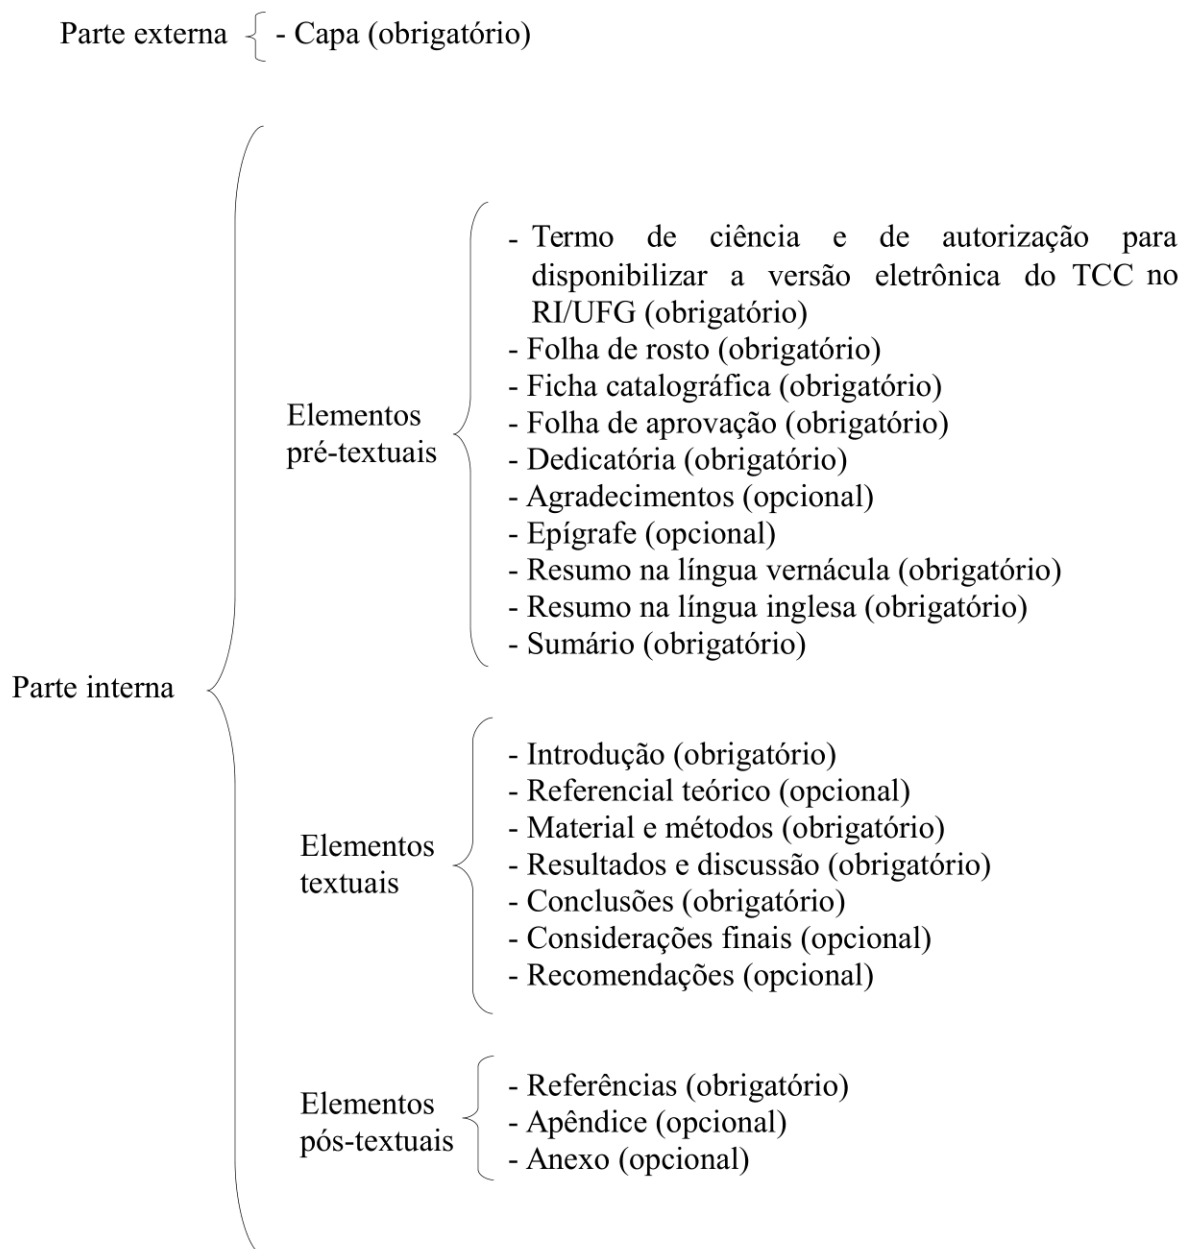 Parte externa
- Capa (obrigatório)
Parte interna
Elementos
pré-textuais
- Termo de ciência e de autorização para
disponibilizar a versão eletrônica do TCC no
RI/UFG (obrigatório)
- Folha de rosto (obrigatório)
- Ficha catalográfica (obrigatório)
- Folha de aprovação (obrigatório)
- Dedicatória (obrigatório)
- Agradecimentos (opcional)
- Epígrafe (opcional)
- Resumo na língua vernácula (obrigatório)
- Resumo na língua inglesa (obrigatório)
- Sumário (obrigatório)
Elementos
textuais
- Introdução (obrigatório)
- Referencial teórico (opcional)
- Material e métodos (obrigatório)
- Resultados e discussão (obrigatório)
- Conclusões (obrigatório)
- Considerações finais (opcional)
- Recomendações (opcional)
Elementos
pós-textuais
- Referências (obrigatório)
- Apêndice (opcional)
- Anexo (opcional)